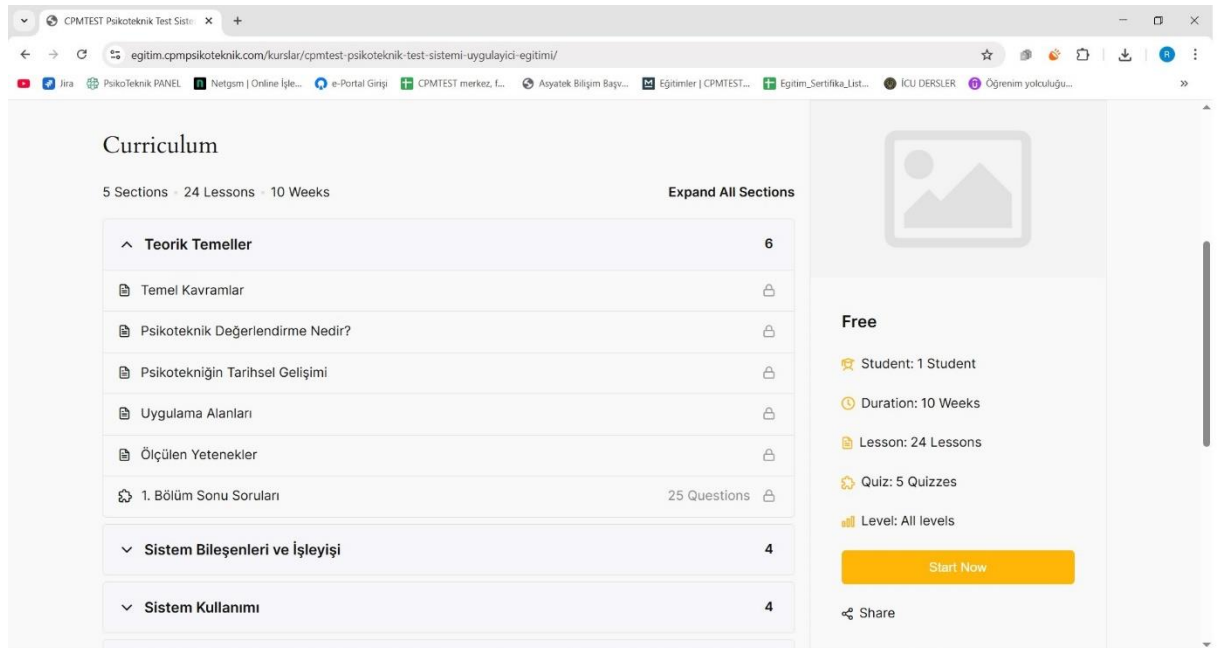 CPMTEST Psikoteknik Test Siste
egitim.cpmpsikoteknik.com/kurslar/cpmtest-psikoteknik-test-sistemi-uygulayici-egitimi/
R
Jira
PsikoTeknik PANEL
Netgsm | Online İşle...
e-Portal Girişi
CPMTEST merkez, f...
Asyatek Bilişim Başv...
Eğitimler | CPMTEST...
Egitim_Sertifika_List...
İCU DERSLER
Öğrenim yolculuğu...
Curriculum
5 Sections 24 Lessons 10 Weeks
Expand All Sections
Teorik Temeller 6
Temel Kavramlar
Psikoteknik Değerlendirme Nedir?
Psikotekniğin Tarihsel Gelişimi
Uygulama Alanları
Ölçülen Yetenekler
1. Bölüm Sonu Soruları 25 Questions
Sistem Bileşenleri ve İşleyişi 4
Sistem Kullanımı 4
Free
Student: 1 Student
Duration: 10 Weeks
Lesson: 24 Lessons
Quiz: 5 Quizzes
Level: All levels
Start Now
Share